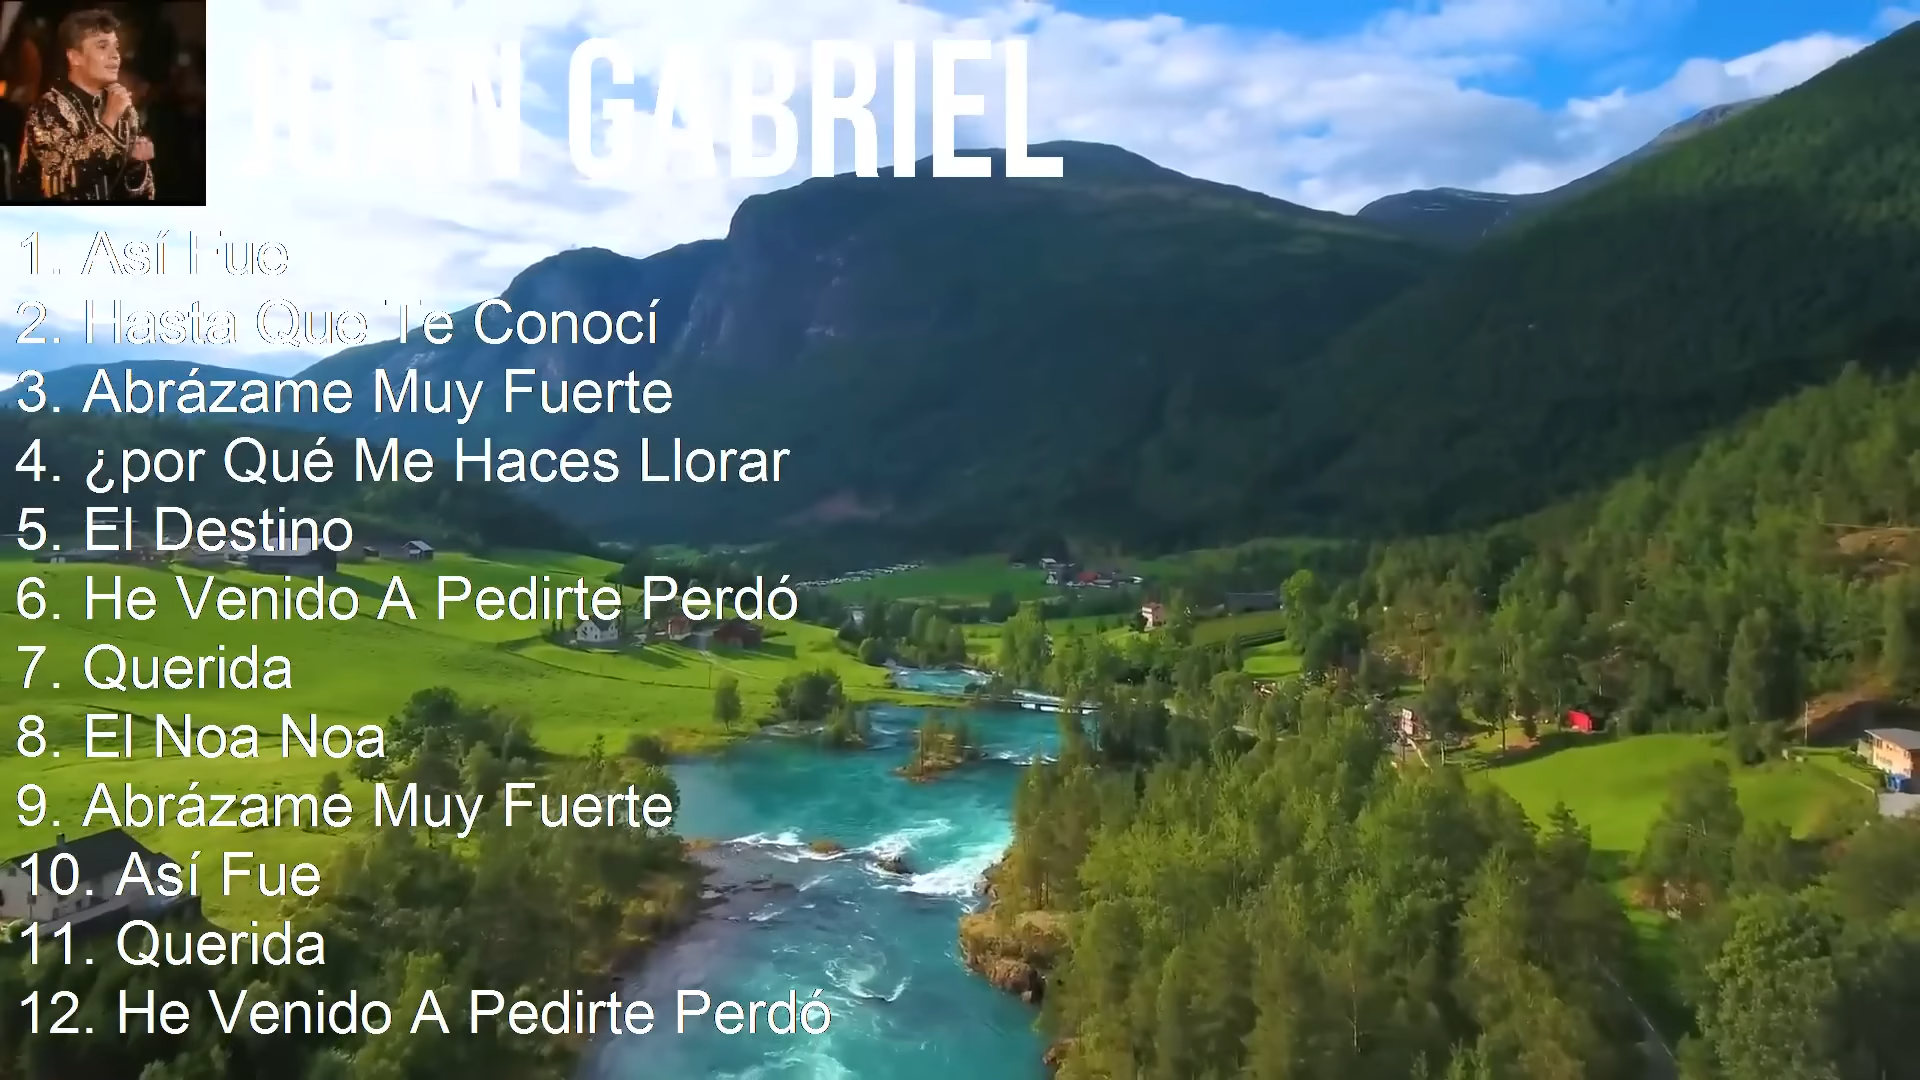 JUAN GABRIEL
1. Así Fue
2. Hasta Que Te Conocí
3. Abrázame Muy Fuerte
4. ¿por Qué Me Haces Llorar
5. El Destino
6. He Venido A Pedirte Perdó
7. Querida
8. El Noa Noa
9. Abrázame Muy Fuerte
10. Así Fue
11. Querida
12. He Venido A Pedirte Perdó